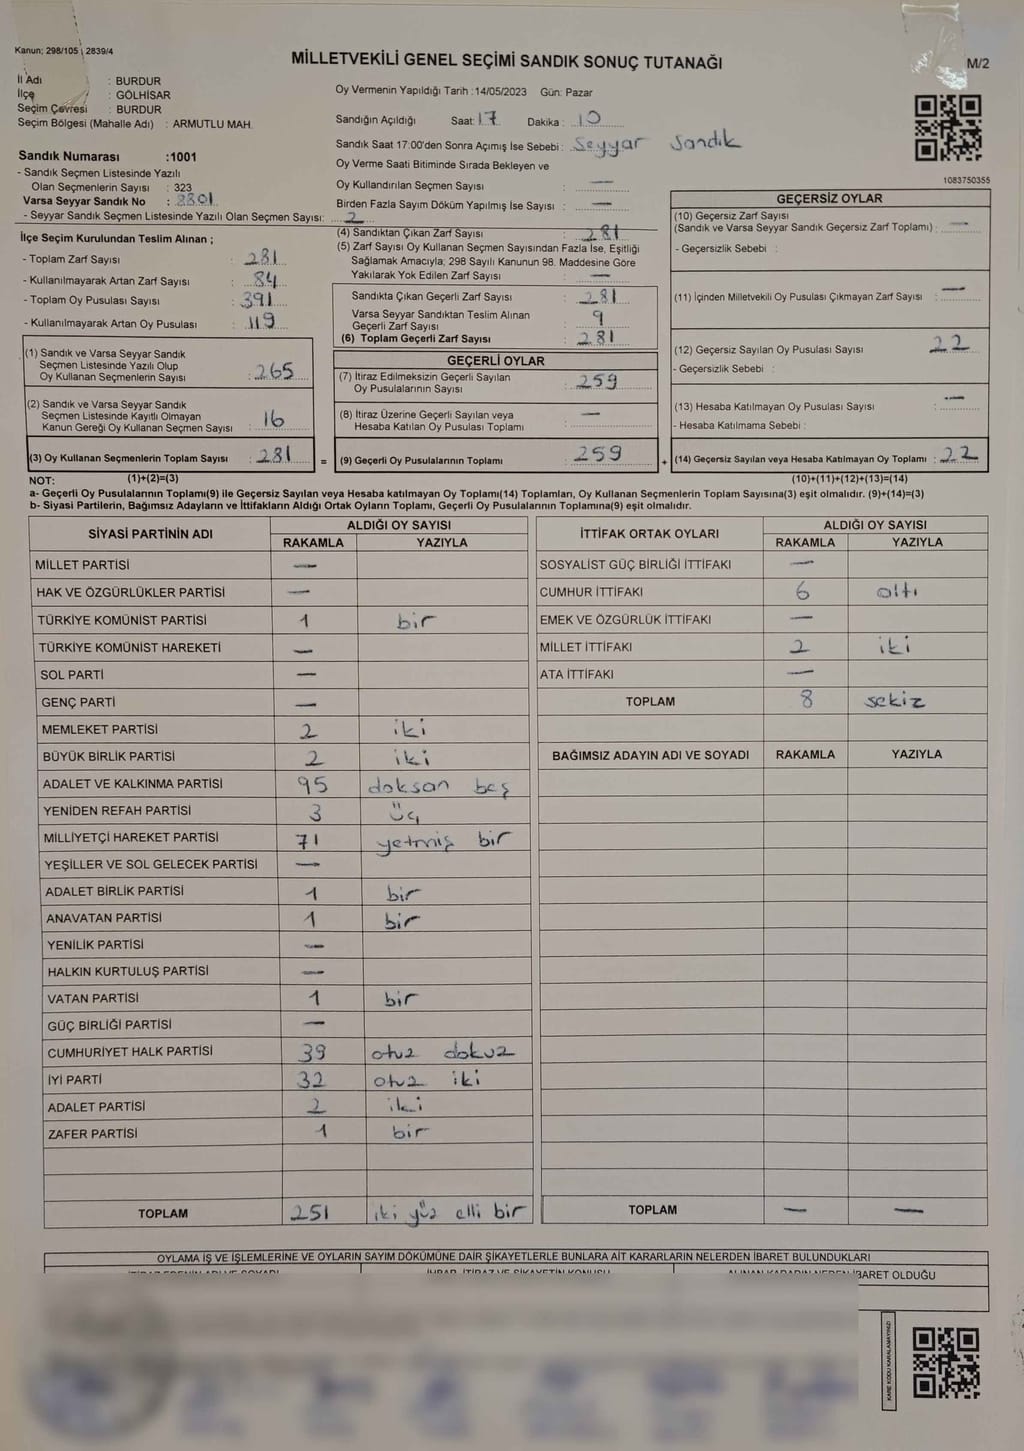 Kanun; 298/105 2839/4
MİLLETVEKİLİ GENEL SEÇİMİ SANDIK SONUÇ TUTANAĞI
M/2
İl Adı : BURDUR
İlçe : GÖLHİSAR
Seçim Çevresi : BURDUR
Seçim Bölgesi (Mahalle Adı) : ARMUTLU MAH.
Oy Vermenin Yapıldığı Tarih : 14/05/2023 Gün: Pazar
Sandığın Açıldığı Saat: 17 Dakika : 10
Sandık Saat 17:00'den Sonra Açımış İse Sebebi : Seyyar Sandık
Oy Verme Saati Bitiminde Sırada Bekleyen ve
Oy Kullandırılan Seçmen Sayısı : —
Birden Fazla Sayım Döküm Yapılmış İse Sayısı : —
1083750355
Sandık Numarası :1001
- Sandık Seçmen Listesinde Yazılı
Olan Seçmenlerin Sayısı : 323
Varsa Seyyar Sandık No : 3801
- Seyyar Sandık Seçmen Listesinde Yazılı Olan Seçmen Sayısı: 2
İlçe Seçim Kurulundan Teslim Alınan ;
- Toplam Zarf Sayısı : 281
- Kullanılmayarak Artan Zarf Sayısı : 84
- Toplam Oy Pusulası Sayısı : 391
- Kullanılmayarak Artan Oy Pusulası : 119
(1) Sandık ve Varsa Seyyar Sandık
Seçmen Listesinde Yazılı Olup
Oy Kullanan Seçmenlerin Sayısı : 265
(2) Sandık ve Varsa Seyyar Sandık
Seçmen Listesinde Kayıtlı Olmayan
Kanun Gereği Oy Kullanan Seçmen Sayısı : 16
(3) Oy Kullanan Seçmenlerin Toplam Sayısı : 281 =
(4) Sandıktan Çıkan Zarf Sayısı : 281
(5) Zarf Sayısı Oy Kullanan Seçmen Sayısından Fazla İse, Eşitliği
Sağlamak Amacıyla; 298 Sayılı Kanunun 98. Maddesine Göre
Yakılarak Yok Edilen Zarf Sayısı : —
Sandıkta Çıkan Geçerli Zarf Sayısı : 281
Varsa Seyyar Sandıktan Teslim Alınan
Geçerli Zarf Sayısı : 9
(6) Toplam Geçerli Zarf Sayısı : 281
GEÇERLİ OYLAR
(7) İtiraz Edilmeksizin Geçerli Sayılan
Oy Pusulalarının Sayısı : 259
(8) İtiraz Üzerine Geçerli Sayılan veya
Hesaba Katılan Oy Pusulası Toplamı : —
(9) Geçerli Oy Pusulalarının Toplamı : 259 +
GEÇERSİZ OYLAR
(10) Geçersiz Zarf Sayısı
(Sandık ve Varsa Seyyar Sandık Geçersiz Zarf Toplamı) : —
- Geçersizlik Sebebi :
(11) İçinden Milletvekili Oy Pusulası Çıkmayan Zarf Sayısı : —
(12) Geçersiz Sayılan Oy Pusulası Sayısı : 22
- Geçersizlik Sebebi :
(13) Hesaba Katılmayan Oy Pusulası Sayısı : —
- Hesaba Katılmama Sebebi :
(14) Geçersiz Sayılan veya Hesaba Katılmayan Oy Toplamı : 22
NOT: (1)+(2)=(3) (10)+(11)+(12)+(13)=(14)
a- Geçerli Oy Pusulalarının Toplamı(9) ile Geçersiz Sayılan veya Hesaba katılmayan Oy Toplamı(14) Toplamları, Oy Kullanan Seçmenlerin Toplam Sayısına(3) eşit olmalıdır. (9)+(14)=(3)
b- Siyasi Partilerin, Bağımsız Adayların ve İttifakların Aldığı Ortak Oyların Toplamı, Geçerli Oy Pusulalarının Toplamına(9) eşit olmalıdır.
SİYASİ PARTİNİN ADI ALDIĞI OY SAYISI
RAKAMLA YAZIYLA
MİLLET PARTİSİ —
HAK VE ÖZGÜRLÜKLER PARTİSİ —
TÜRKİYE KOMÜNİST PARTİSİ 1 bir
TÜRKİYE KOMÜNİST HAREKETİ —
SOL PARTİ —
GENÇ PARTİ —
MEMLEKET PARTİSİ 2 iki
BÜYÜK BİRLİK PARTİSİ 2 iki
ADALET VE KALKINMA PARTİSİ 95 doksan beş
YENİDEN REFAH PARTİSİ 3 üç
MİLLİYETÇİ HAREKET PARTİSİ 71 yetmiş bir
YEŞİLLER VE SOL GELECEK PARTİSİ —
ADALET BİRLİK PARTİSİ 1 bir
ANAVATAN PARTİSİ 1 bir
YENİLİK PARTİSİ —
HALKIN KURTULUŞ PARTİSİ —
VATAN PARTİSİ 1 bir
GÜÇ BİRLİĞİ PARTİSİ —
CUMHURİYET HALK PARTİSİ 39 otuz dokuz
İYİ PARTİ 32 otuz iki
ADALET PARTİSİ 2 iki
ZAFER PARTİSİ 1 bir
TOPLAM 251 iki yüz elli bir
İTTİFAK ORTAK OYLARI ALDIĞI OY SAYISI
RAKAMLA YAZIYLA
SOSYALİST GÜÇ BİRLİĞİ İTTİFAKI —
CUMHUR İTTİFAKI 6 altı
EMEK VE ÖZGÜRLÜK İTTİFAKI —
MİLLET İTTİFAKI 2 iki
ATA İTTİFAKI —
TOPLAM 8 sekiz
BAĞIMSIZ ADAYIN ADI VE SOYADI RAKAMLA YAZIYLA
TOPLAM — —
OYLAMA İŞ VE İŞLEMLERİNE VE OYLARIN SAYIM DÖKÜMÜNE DAİR ŞİKAYETLERLE BUNLARA AİT KARARLARIN NELERDEN İBARET BULUNDUKLARI
İHBAR, İTİRAZ VE ŞİKAYETİN KONUSU
ALINAN KARARIN NEDEN İBARET OLDUĞU
KARE KODU KARALAMAYINIZ!